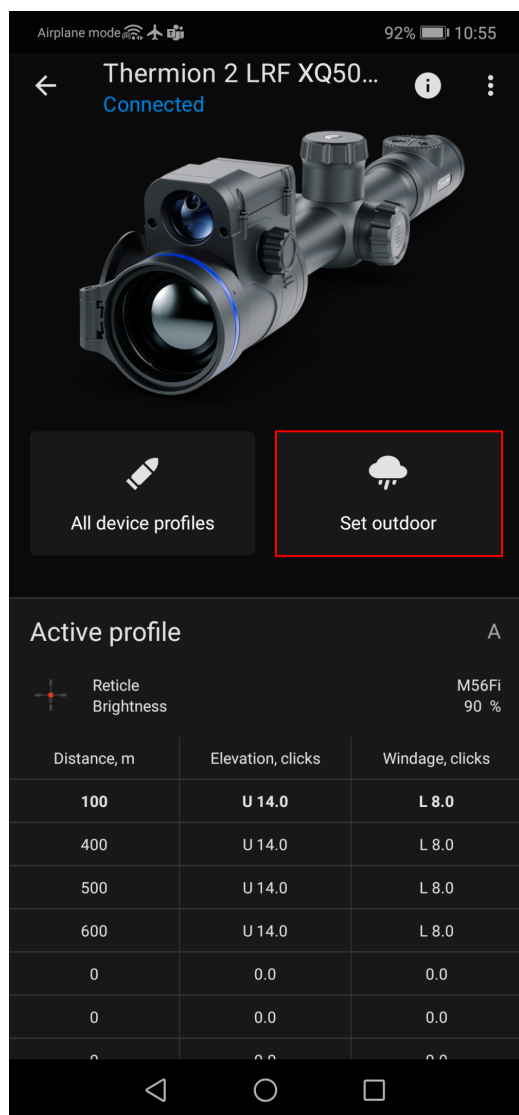 Airplane mode 92% 10:55
Thermion 2 LRF XQ50...
Connected
All device profiles
Set outdoor
Active profile A
Reticle M56Fi
Brightness 90 %
Distance, m Elevation, clicks Windage, clicks
100 U 14.0 L 8.0
400 U 14.0 L 8.0
500 U 14.0 L 8.0
600 U 14.0 L 8.0
0 0.0 0.0
0 0.0 0.0